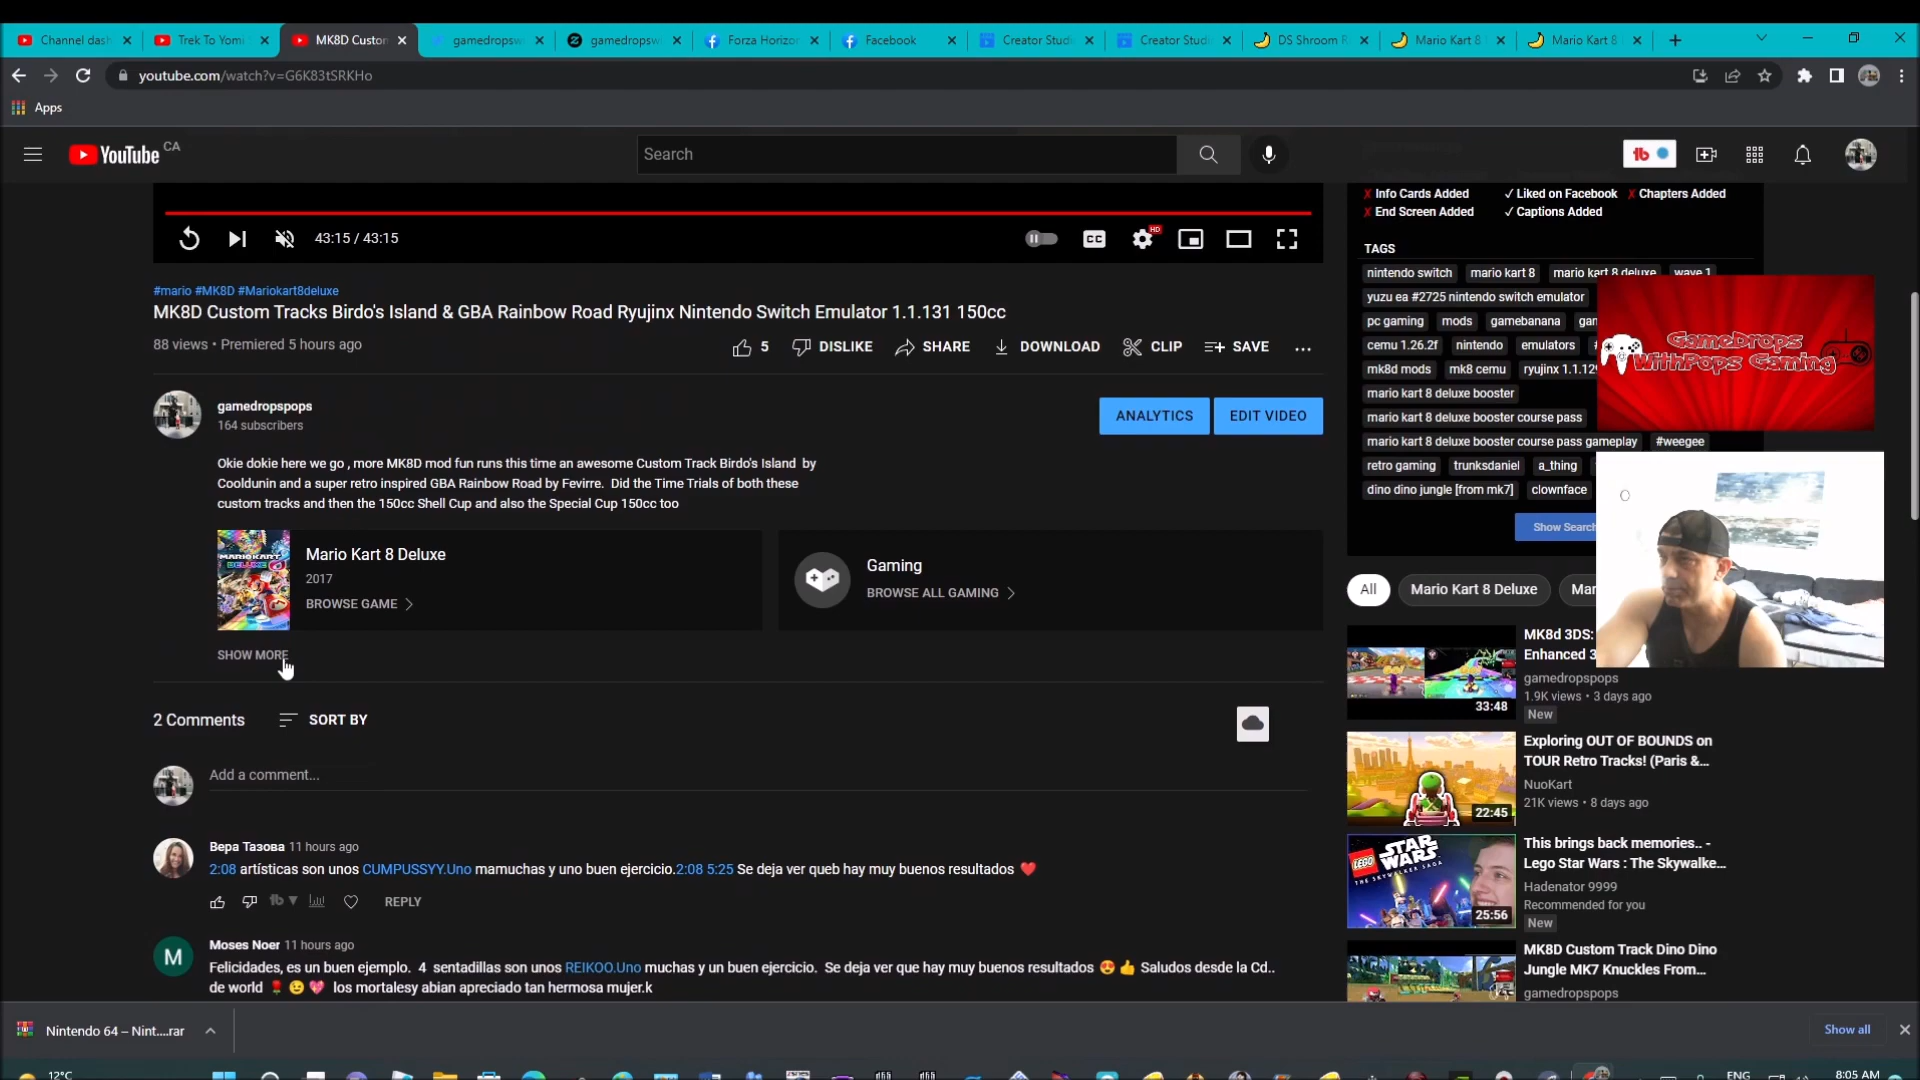 Channel dash
Trek To Yomi
MK8D Custom
gamedropswi
gamedropswi
Forza Horizon
Facebook
Creator Studi
Creator Studi
DS Shroom R
Mario Kart 8
Mario Kart 8
youtube.com/watch?v=G6K83tSRKHo
Apps
YouTube CA
Search
Info Cards Added
Liked on Facebook
Chapters Added
End Screen Added
Captions Added
43:15 / 43:15
CC
HD
TAGS
nintendo switch
mario kart 8
mario kart 8 deluxe
wave 1
yuzu ea #2725 nintendo switch emulator
pc gaming
mods
gamebanana
cemu 1.26.2f
nintendo
emulators
mk8d mods
mk8 cemu
ryujinx 1.1.129
mario kart 8 deluxe booster
mario kart 8 deluxe booster course pass
mario kart 8 deluxe booster course pass gameplay
#weegee
retro gaming
trunksdaniel
a_thing
dino dino jungle [from mk7]
clownface
Show Search
GameDrops
WithPops Gaming
#mario #MK8D #Mariokart8deluxe
MK8D Custom Tracks Birdo's Island & GBA Rainbow Road Ryujinx Nintendo Switch Emulator 1.1.131 150cc
88 views • Premiered 5 hours ago
5
DISLIKE
SHARE
DOWNLOAD
CLIP
SAVE
gamedropspops
164 subscribers
ANALYTICS
EDIT VIDEO
Okie dokie here we go , more MK8D mod fun runs this time an awesome Custom Track Birdo's Island by
Cooldunin and a super retro inspired GBA Rainbow Road by Fevirre. Did the Time Trials of both these
custom tracks and then the 150cc Shell Cup and also the Special Cup 150cc too
Mario Kart 8 Deluxe
2017
BROWSE GAME
Gaming
BROWSE ALL GAMING
SHOW MORE
2 Comments
SORT BY
Add a comment...
Вера Тазова 11 hours ago
2:08 artísticas son unos CUMPUSSYY.Uno mamuchas y uno buen ejercicio.2:08 5:25 Se deja ver queb hay muy buenos resultados ❤️
REPLY
Moses Noer 11 hours ago
M
Felicidades, es un buen ejemplo. 4 sentadillas son unos REIKOO.Uno muchas y un buen ejercicio. Se deja ver que hay muy buenos resultados 😍👍 Saludos desde la Cd..
de world 🌹😉💖 los mortalesy abian apreciado tan hermosa mujer.k
All
Mario Kart 8 Deluxe
MK8d 3DS:
Enhanced 3
gamedropspops
1.9K views • 3 days ago
New
33:48
Exploring OUT OF BOUNDS on
TOUR Retro Tracks! (Paris &...
NuoKart
21K views • 8 days ago
22:45
This brings back memories.. -
Lego Star Wars : The Skywalke...
Hadenator 9999
Recommended for you
New
LEGO STAR WARS
THE SKYWALKER SAGA
25:56
MK8D Custom Track Dino Dino
Jungle MK7 Knuckles From...
gamedropspops
Nintendo 64 – Nint....rar
Show all
12°C
ENG
8:05 AM